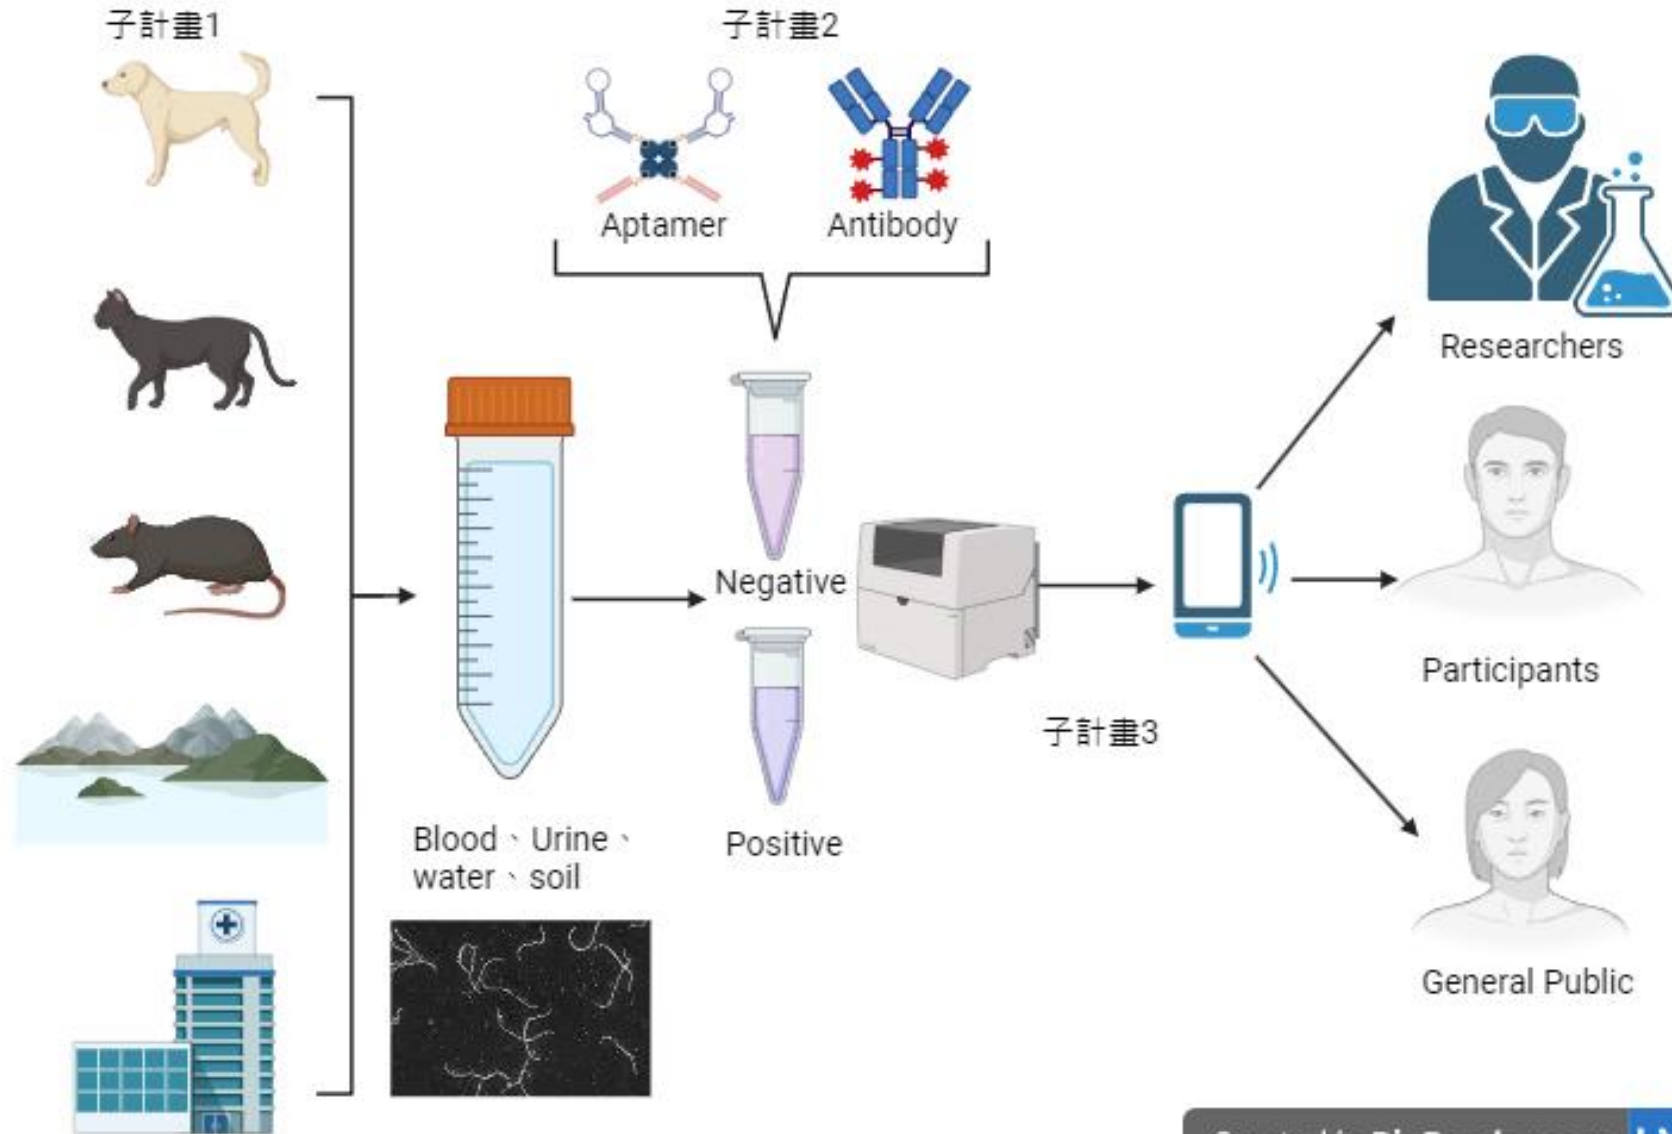 子計畫1
子計畫2
Aptamer
Antibody
Researchers
Negative
Participants
子計畫3
Blood、Urine、
water、soil
Positive
General Public